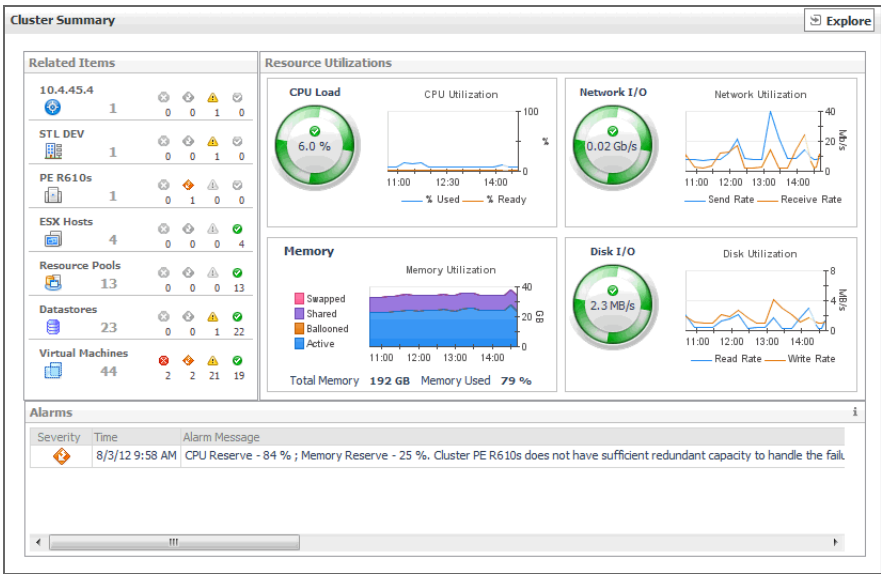 Cluster Summary Explore
Related Items
10.4.45.4
1 0 0 1 0
STL DEV
1 0 0 1 0
PE R610s
1 0 1 0 0
ESX Hosts
4 0 0 0 4
Resource Pools
13 0 0 0 13
Datastores
23 0 0 1 22
Virtual Machines
44 2 2 21 19
Resource Utilizations
CPU Load
6.0 %
CPU Utilization
100
%
0
11:00 12:30 14:00
% Used % Ready
Network I/O
0.02 Gb/s
Network Utilization
40
20
0
Mb/s
11:00 12:00 13:00 14:00
Send Rate Receive Rate
Memory
Memory Utilization
Swapped
Shared
Ballooned
Active
40
20
0
GB
11:00 12:00 13:00 14:00
Total Memory 192 GB Memory Used 79 %
Disk I/O
2.3 MB/s
Disk Utilization
8
4
0
MB/s
11:00 12:00 13:00 14:00
Read Rate Write Rate
Alarms i
Severity Time Alarm Message
8/3/12 9:58 AM CPU Reserve - 84 % ; Memory Reserve - 25 %. Cluster PE R610s does not have sufficient redundant capacity to handle the failu